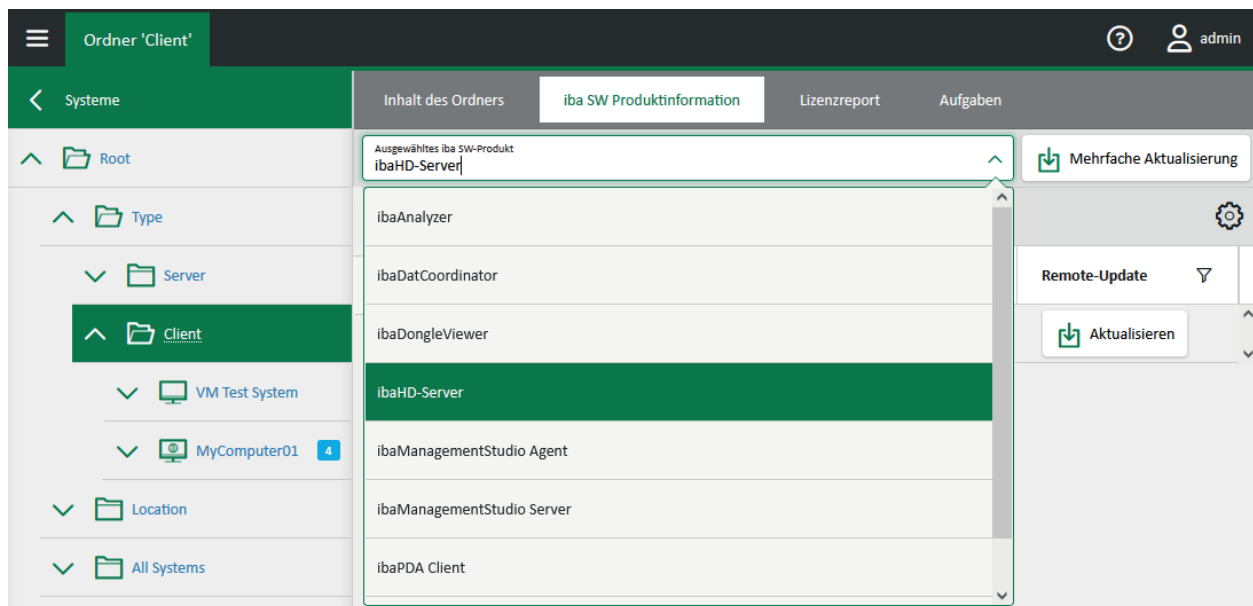 Ordner 'Client'
? admin
Systeme
Inhalt des Ordners iba SW Produktinformation Lizenzreport Aufgaben
Root
Ausgewähltes iba SW-Produkt
ibaHD-Server
Mehrfache Aktualisierung
Type
ibaAnalyzer
Server
ibaDatCoordinator
Remote-Update
Client
ibaDongleViewer
Aktualisieren
VM Test System
ibaHD-Server
MyComputer01 4
ibaManagementStudio Agent
Location
ibaManagementStudio Server
All Systems
ibaPDA Client